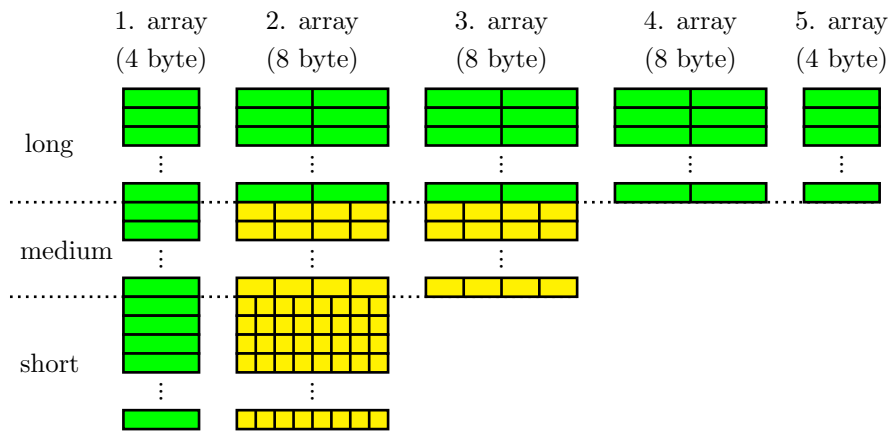 1. array 2. array 3. array 4. array 5. array
(4 byte) (8 byte) (8 byte) (8 byte) (4 byte)
long
medium
short